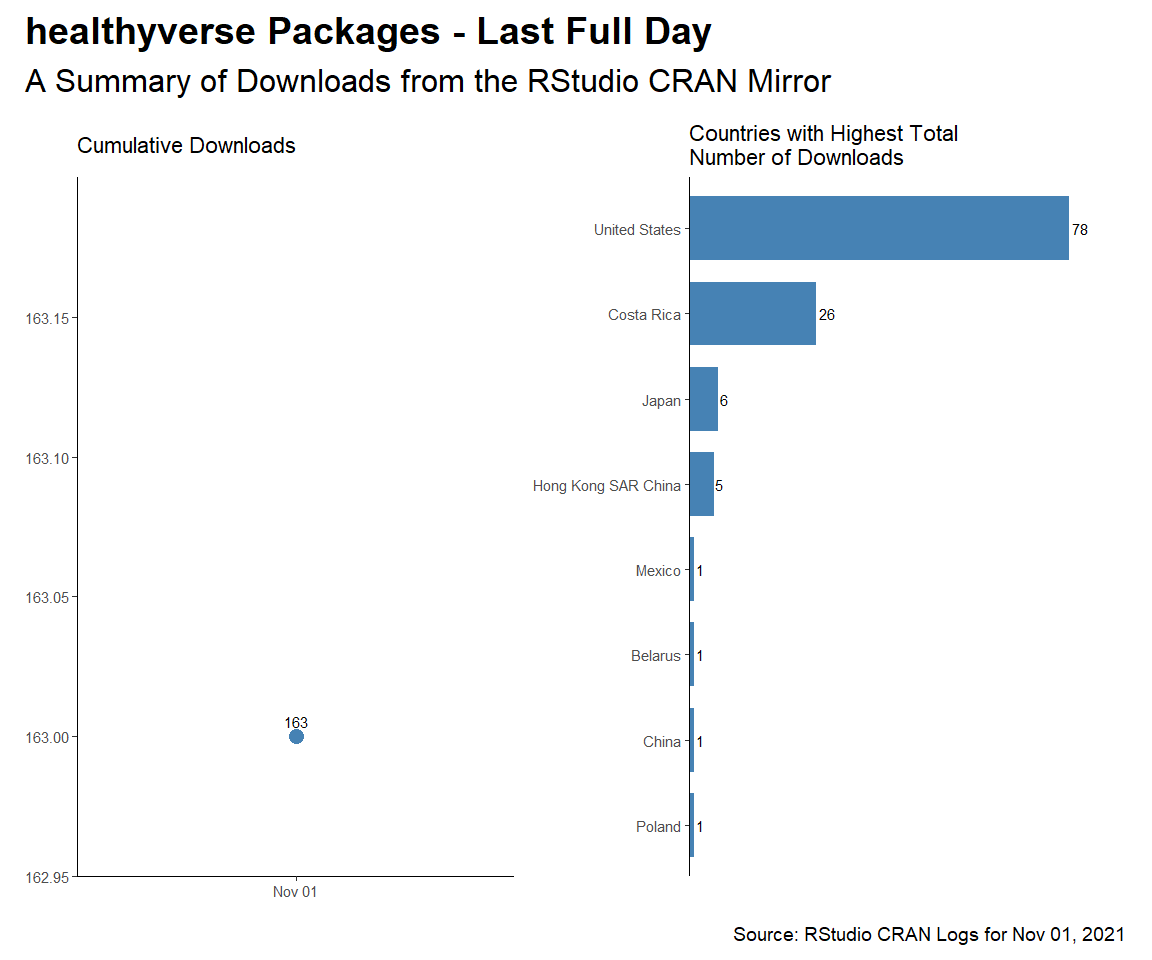 healthyverse Packages - Last Full Day
A Summary of Downloads from the RStudio CRAN Mirror
Cumulative Downloads
163.15
163.10
163.05
163.00
162.95
163
Nov 01
Countries with Highest Total
Number of Downloads
United States 78
Costa Rica 26
Japan 6
Hong Kong SAR China 5
Mexico 1
Belarus 1
China 1
Poland 1
Source: RStudio CRAN Logs for Nov 01, 2021